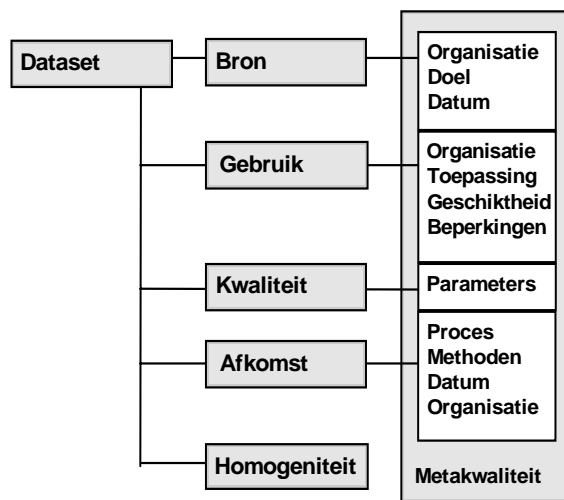 Dataset
Bron
Organisatie
Doel
Datum
Gebruik
Organisatie
Toepassing
Geschiktheid
Beperkingen
Kwaliteit
Parameters
Afkomst
Proces
Methoden
Datum
Organisatie
Homogeniteit
Metakwaliteit